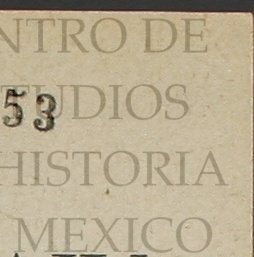 NTRO DE
53
UDIOS
HISTORIA
MEXICO